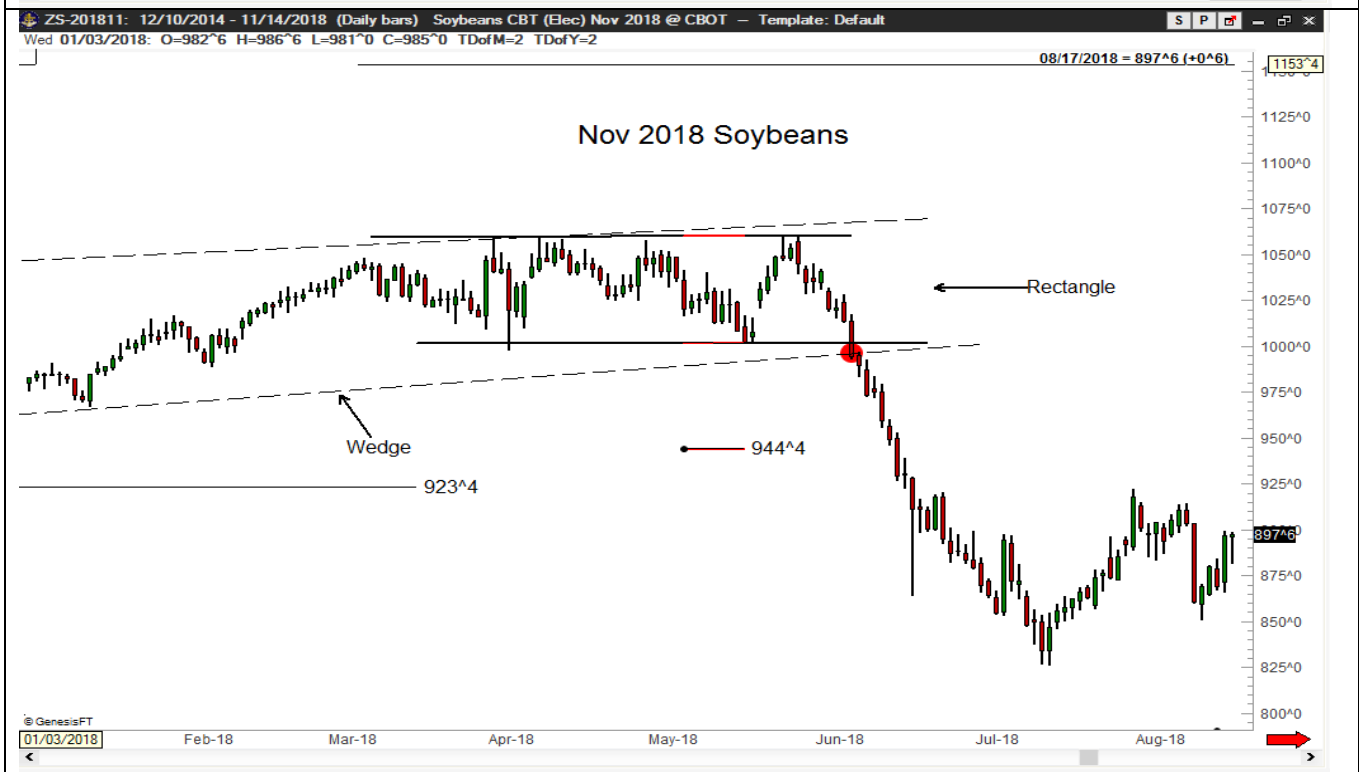 ZS-201811: 12/10/2014 - 11/14/2018 (Daily bars) Soybeans CBT (Elec) Nov 2018 @ CBOT – Template: Default S P
Wed 01/03/2018: O=982^6 H=986^6 L=981^0 C=985^0 TDofM=2 TDofY=2
08/17/2018 = 897^6 (+0^6)
1153^4
1125^0
Nov 2018 Soybeans
1100^0
1075^0
1050^0
Rectangle
1025^0
1000^0
975^0
Wedge
944^4
950^0
923^4
925^0
897^6
875^0
850^0
825^0
800^0
© GenesisFT
01/03/2018 Feb-18 Mar-18 Apr-18 May-18 Jun-18 Jul-18 Aug-18